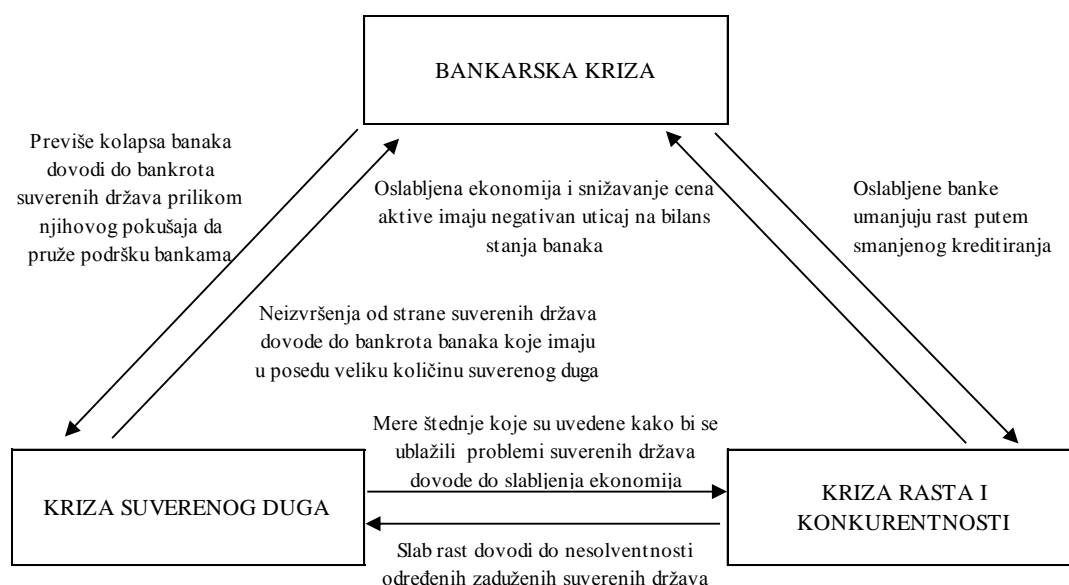 BANKARSKA KRIZA
Previše kolapsa banaka
dovodi do bankrota
suverenih država prilikom
njihovog pokušaja da
pruže podršku bankama
Oslabljena ekonomija i snižavanje cena
aktive imaju negativan uticaj na bilans
stanja banaka
Oslabljene banke
umanjuju rast putem
smanjenog kreditiranja
Neizvršenja od strane suverenih država
dovode do bankrota banaka koje imaju
u posedu veliku količinu suverenog duga
Mere štednje koje su uvedene kako bi se
ublažili problemi suverenih država
dovode do slabljenja ekonomija
KRIZA SUVERENOG DUGA
KRIZA RASTA I
KONKURENTNOSTI
Slab rast dovodi do nesolventnosti
određenih zaduženih suverenih država